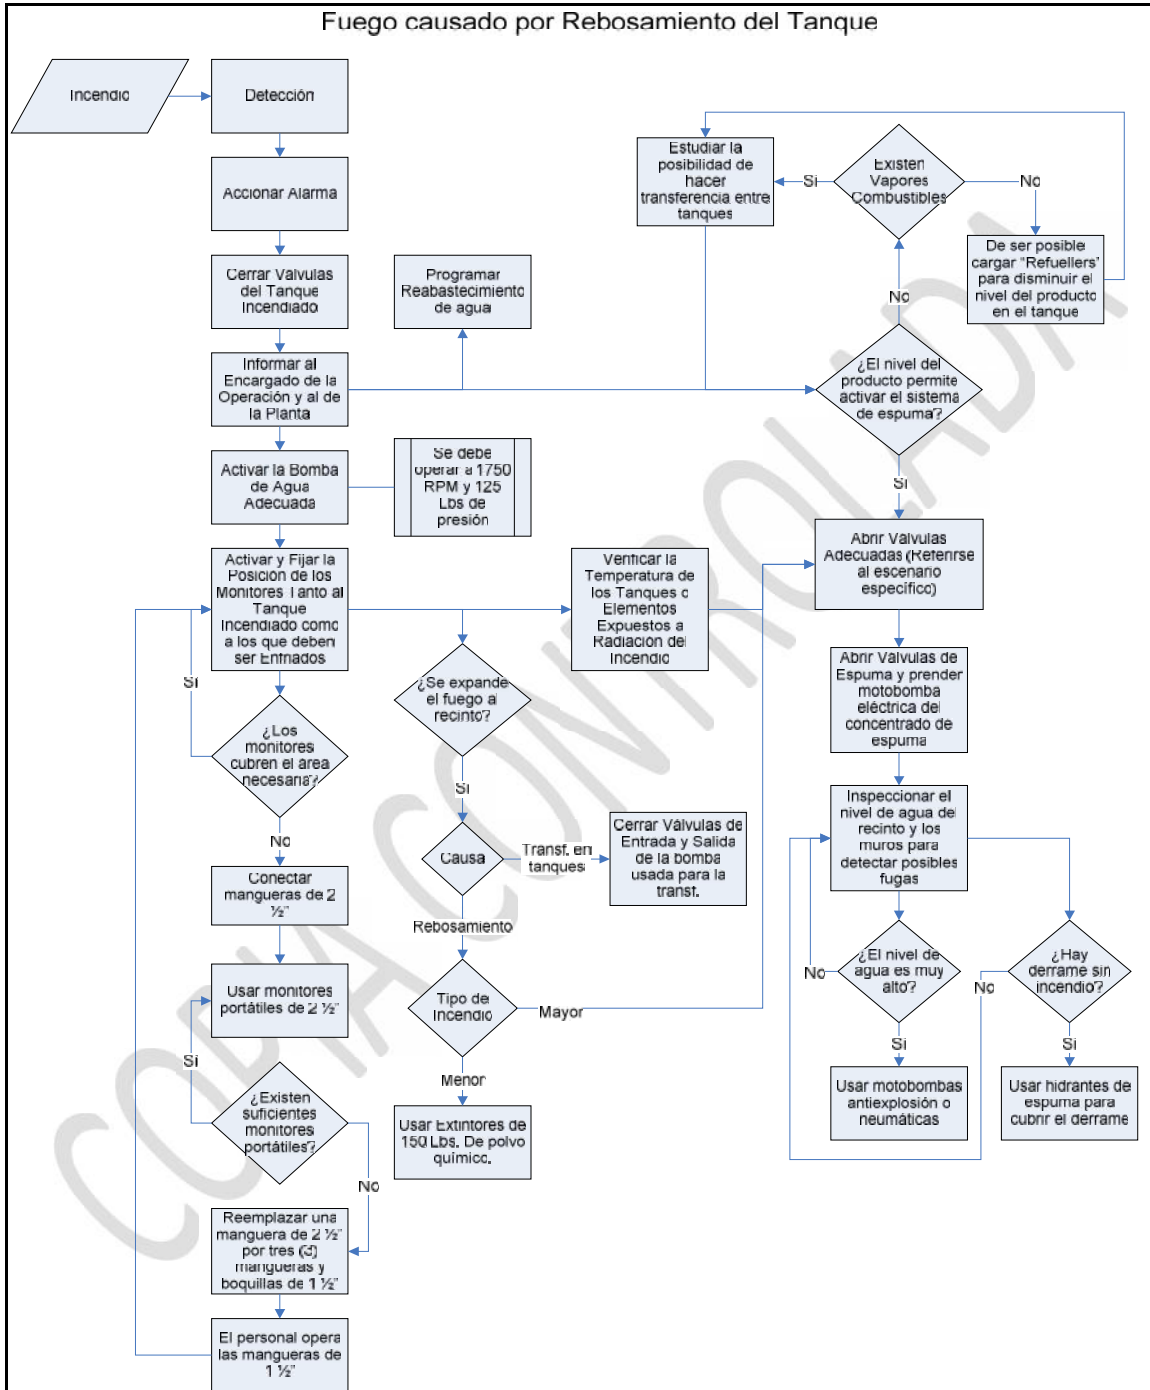 Fuego causado por Rebosamiento del Tanque
Incendio
Detección
Accionar Alarma
Cerrar Válvulas
del Tanque
Incendiado
Informar al
Encargado de la
Operación y al de
la Planta
Programar
Reabastecimiento
de agua
Activar la Bomba
de Agua
Adecuada
Se debe
operar a 1750
RPM y 125
Lbs de
presión
Activar y Fijar la
Posición de los
Monitores Tanto al
Tanque
Incendiado como
a los que deben
ser Enfriados
Sí
¿Los
monitores
cubren el área
necesaria?
No
Conectar
mangueras de 2
½"
Usar monitores
portátiles de 2 ½"
Sí
¿Existen
suficientes
monitores
portátiles?
No
Reemplazar una
manguera de 2 ½"
por tres (3)
mangueras y
boquillas de 1 ½"
El personal opera
las mangueras de
1 ½"
Verificar la
Temperatura de
los Tanques o
Elementos
Expuestos a
Radiación del
Incendio
¿Se expande
el fuego al
recinto?
Sí
Causa
Transf. en
tanques
Cerrar Válvulas de
Entrada y Salida
de la bomba
usada para la
transf.
Rebosamiento
Tipo de
Incendio
Mayor
Menor
Usar Extintores de
150 Lbs. De polvo
químico.
Estudiar la
posibilidad de
hacer
transferencia entre
tanques
Si
Existen
Vapores
Combustibles
No
De ser posible
cargar "Refuellers"
para disminuir el
nivel del producto
en el tanque
No
¿El nivel del
producto permite
activar el sistema
de espuma?
Sí
Abrir Válvulas
Adecuadas (Referirse
al escenario
específico)
Abrir Válvulas de
Espuma y prender
motobomba
eléctrica del
concentrado de
espuma
Inspeccionar el
nivel de agua del
recinto y los
muros para
detectar posibles
fugas
¿El nivel de
agua es muy
alto?
No
Si
Usar motobombas
antiexplosión o
neumáticas
¿Hay
derrame sin
incendio?
No
Si
Usar hidrantes de
espuma para
cubrir el derrame
COPIA CONTROLADA